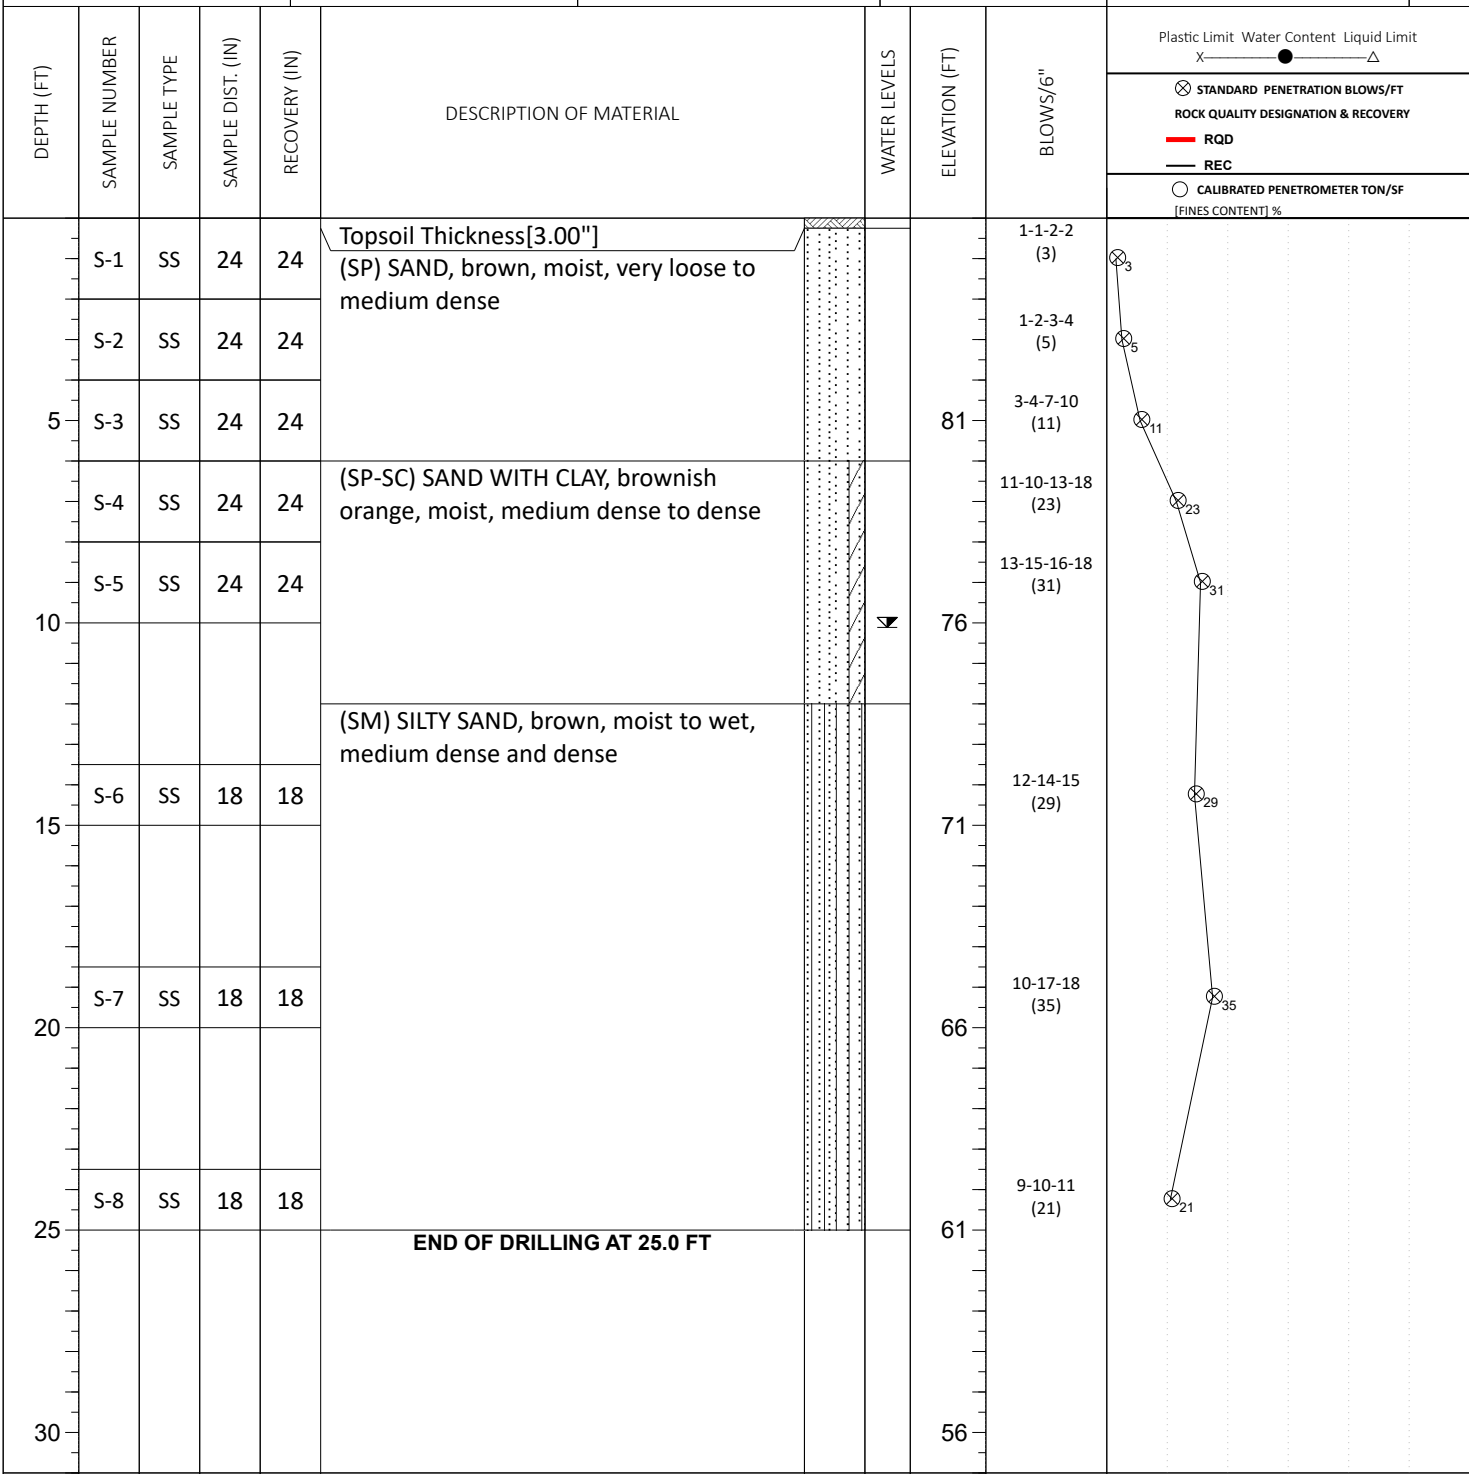 DEPTH (FT)
SAMPLE NUMBER
SAMPLE TYPE
SAMPLE DIST. (IN)
RECOVERY (IN)
DESCRIPTION OF MATERIAL
WATER LEVELS
ELEVATION (FT)
BLOWS/6"
Plastic Limit Water Content Liquid Limit
X
STANDARD PENETRATION BLOWS/FT
ROCK QUALITY DESIGNATION & RECOVERY
RQD
REC
CALIBRATED PENETROMETER TON/SF
[FINES CONTENT] %
Topsoil Thickness[3.00"]
S-1 SS 24 24
(SP) SAND, brown, moist, very loose to
medium dense
1-1-2-2
(3)
3
S-2 SS 24 24
1-2-3-4
(5)
5
5 S-3 SS 24 24
81
3-4-7-10
(11)
11
(SP-SC) SAND WITH CLAY, brownish
orange, moist, medium dense to dense
S-4 SS 24 24
11-10-13-18
(23)
23
S-5 SS 24 24
13-15-16-18
(31)
31
10
76
(SM) SILTY SAND, brown, moist to wet,
medium dense and dense
S-6 SS 18 18
12-14-15
(29)
29
15
71
S-7 SS 18 18
10-17-18
(35)
35
20
66
S-8 SS 18 18
9-10-11
(21)
21
25
61
END OF DRILLING AT 25.0 FT
30
56